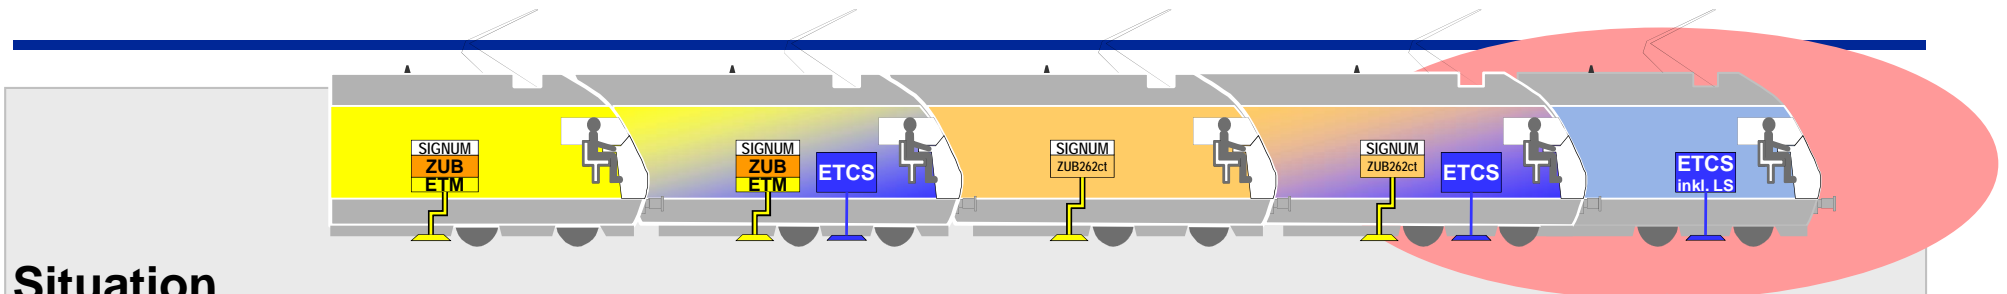 SIGNUM
ZUB
ETM
SIGNUM
ZUB
ETM
ETCS
SIGNUM
ZUB262ct
SIGNUM
ZUB262ct
ETCS
ETCS
inkl. LS
Situation